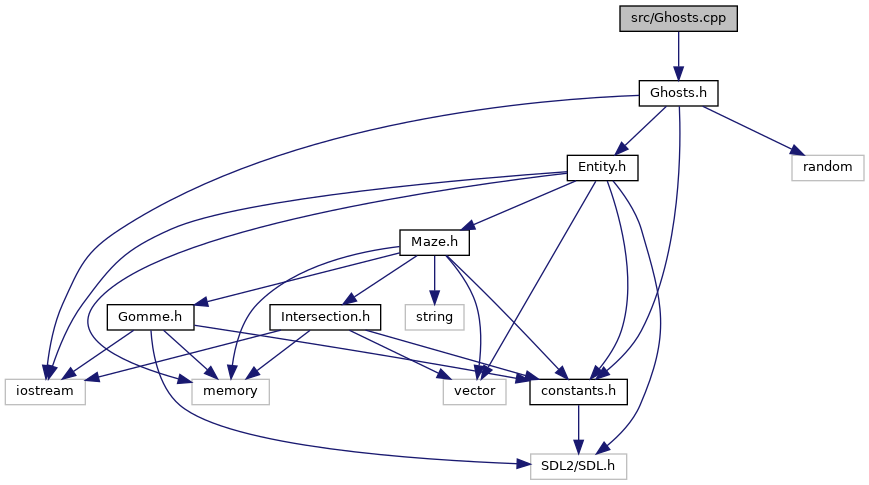 src/Ghosts.cpp
Ghosts.h
Entity.h
random
Maze.h
Gomme.h
Intersection.h
string
iostream
memory
vector
constants.h
SDL2/SDL.h